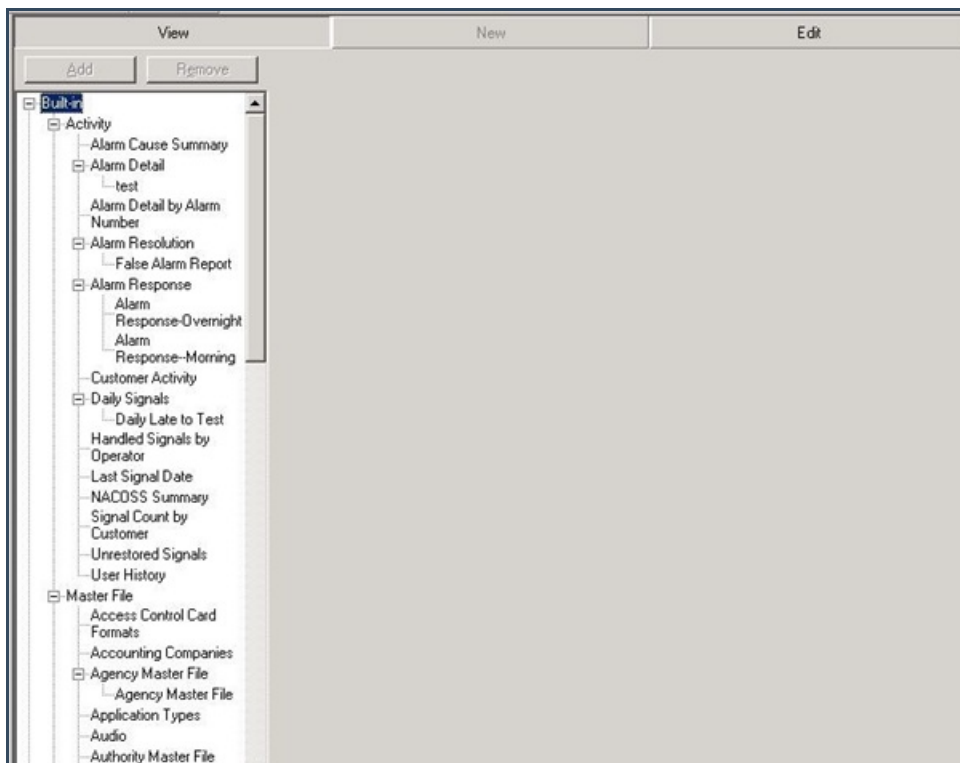 View
New
Edit
Add
Remove
Built-in
Activity
Alarm Cause Summary
Alarm Detail
test
Alarm Detail by Alarm
Number
Alarm Resolution
False Alarm Report
Alarm Response
Alarm
Response-Overnight
Alarm
Response--Morning
Customer Activity
Daily Signals
Daily Late to Test
Handled Signals by
Operator
Last Signal Date
NACOSS Summary
Signal Count by
Customer
Unrestored Signals
User History
Master File
Access Control Card
Formats
Accounting Companies
Agency Master File
Agency Master File
Application Types
Audio
Authority Master File